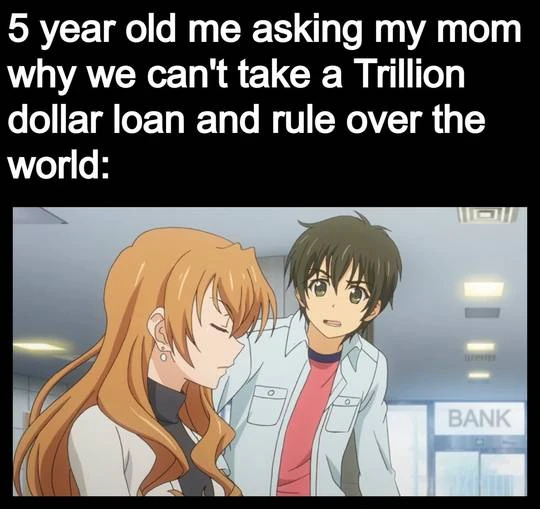 5 year old me asking my mom
why we can't take a Trillion
dollar loan and rule over the
world:
BANK